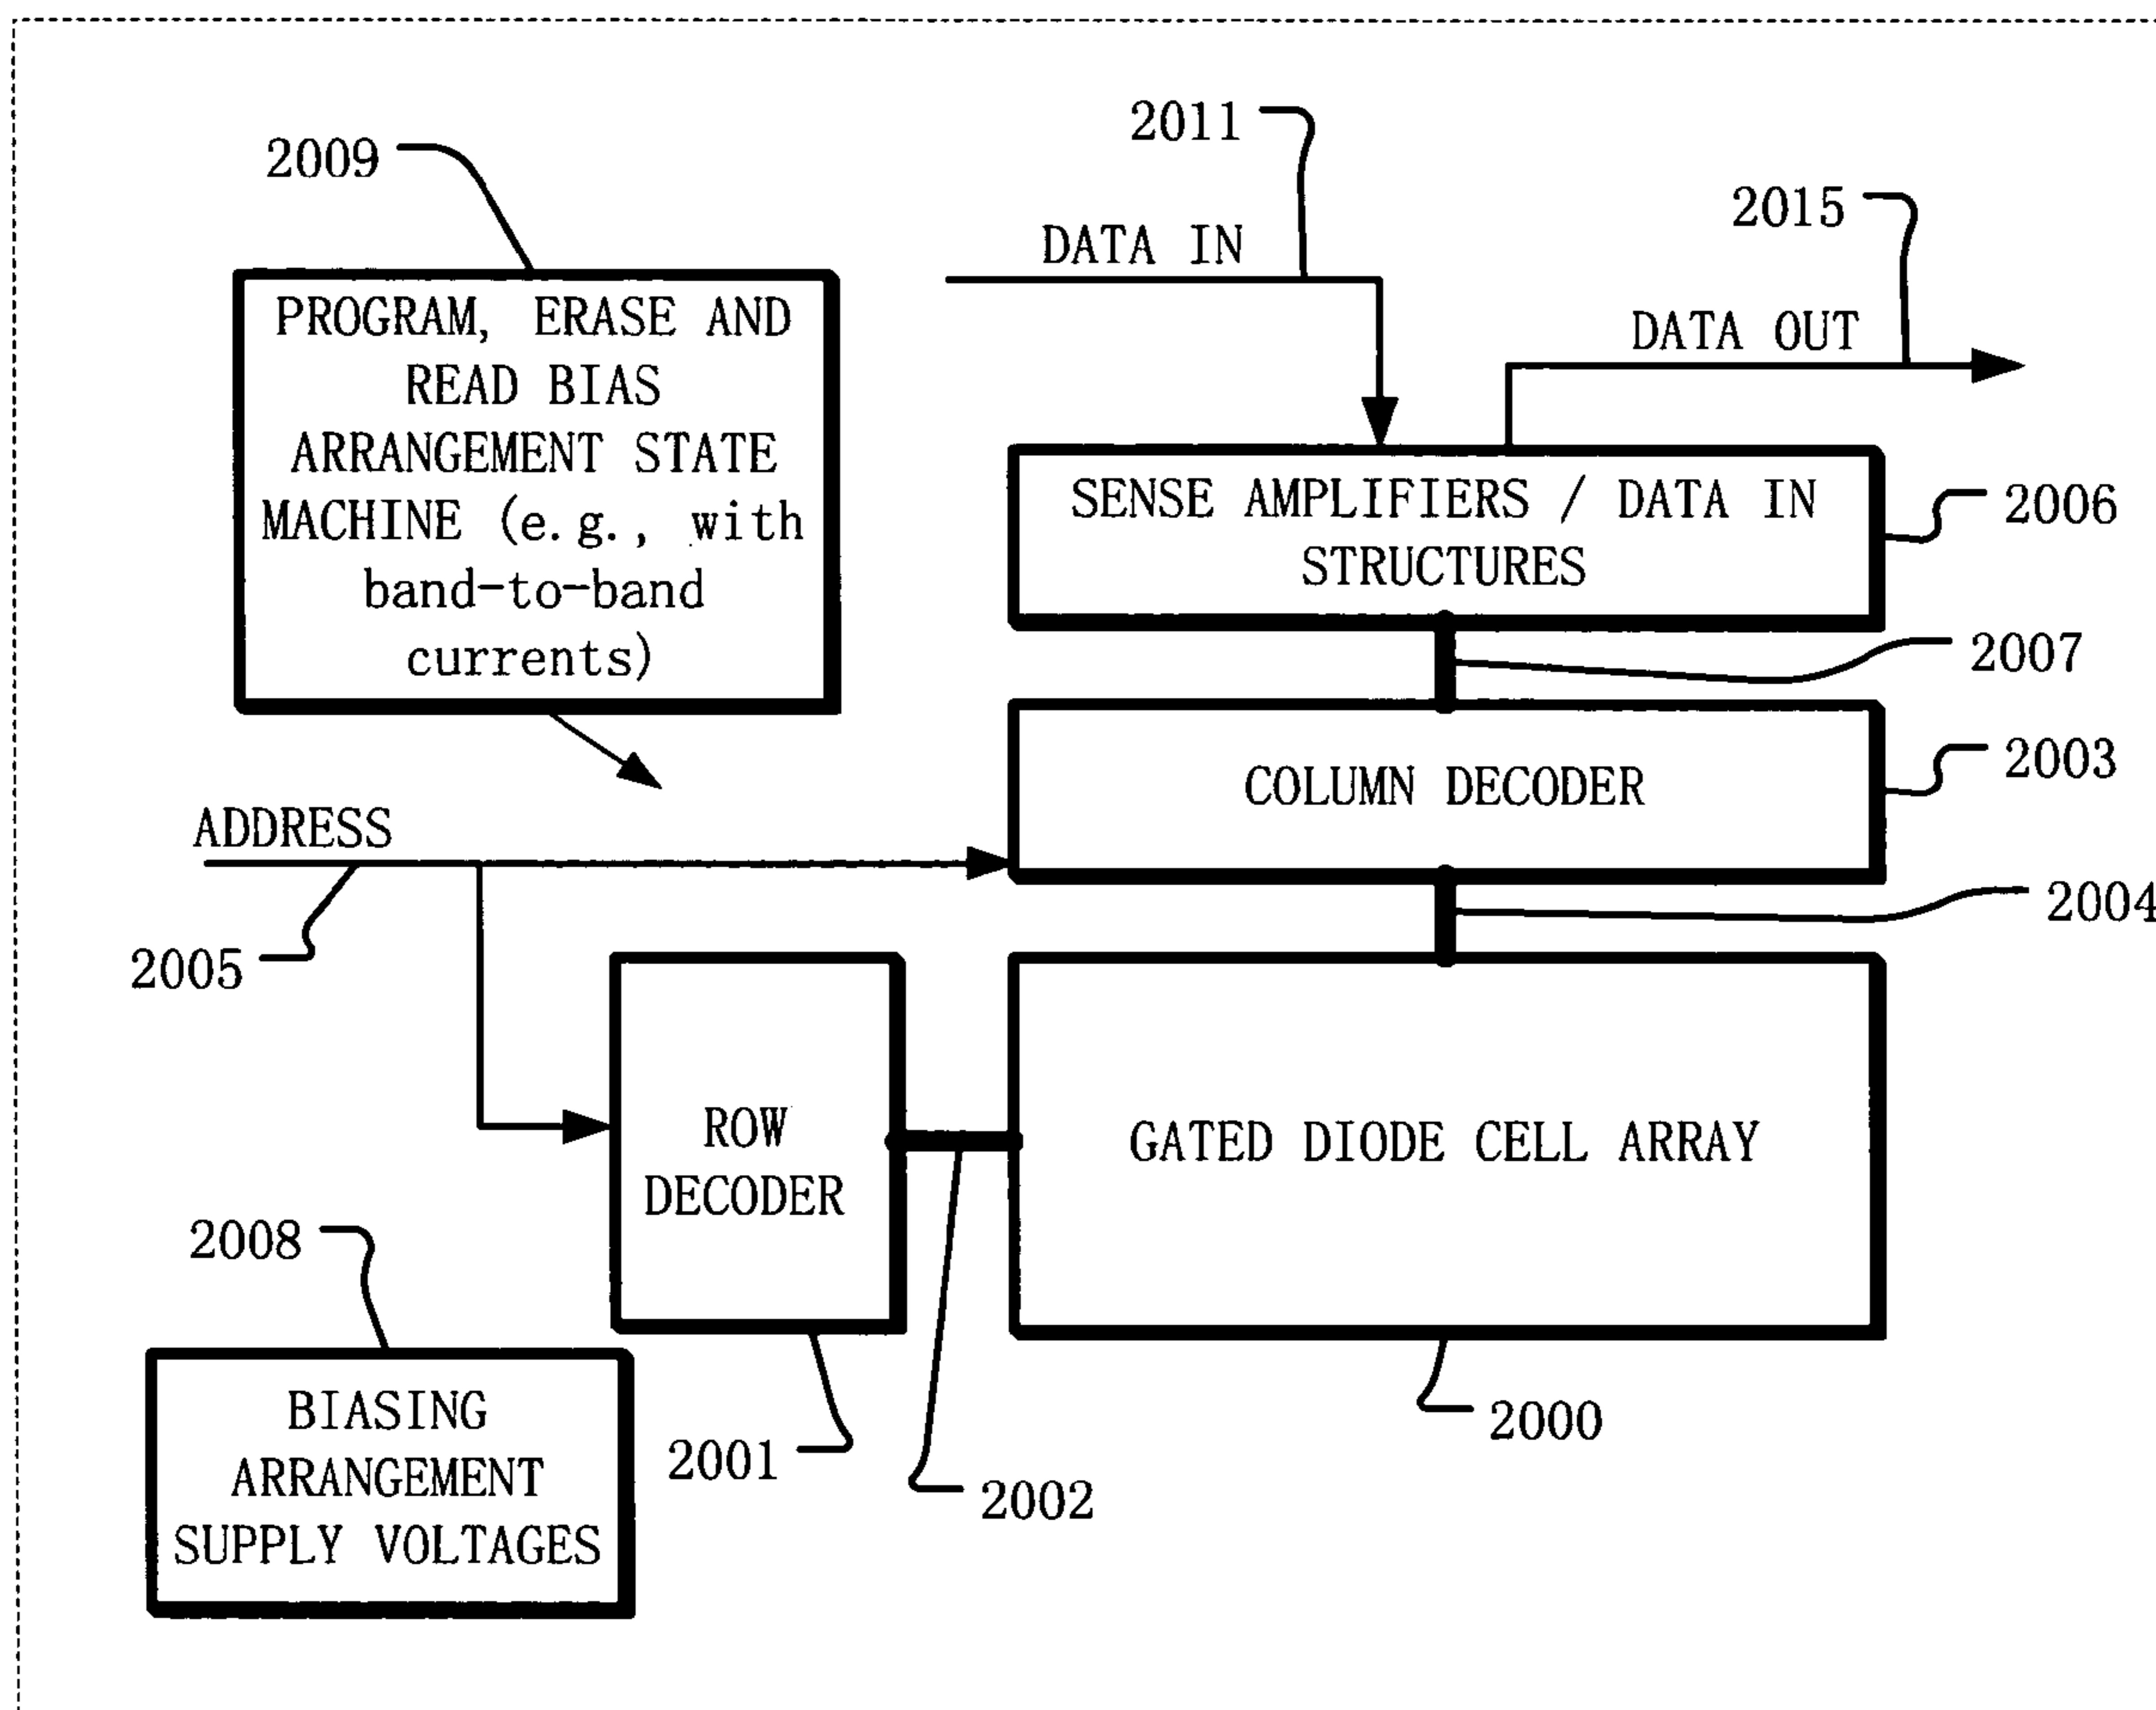 2011
2009
2015
DATA IN
PROGRAM, ERASE AND
READ BIAS
ARRANGEMENT STATE
MACHINE (e.g., with
band-to-band
currents)
DATA OUT
SENSE AMPLIFIERS / DATA IN
STRUCTURES
2006
2007
COLUMN DECODER
2003
ADDRESS
2004
2005
ROW
DECODER
GATED DIODE CELL ARRAY
2008
2000
2001
2002
BIASING
ARRANGEMENT
SUPPLY VOLTAGES